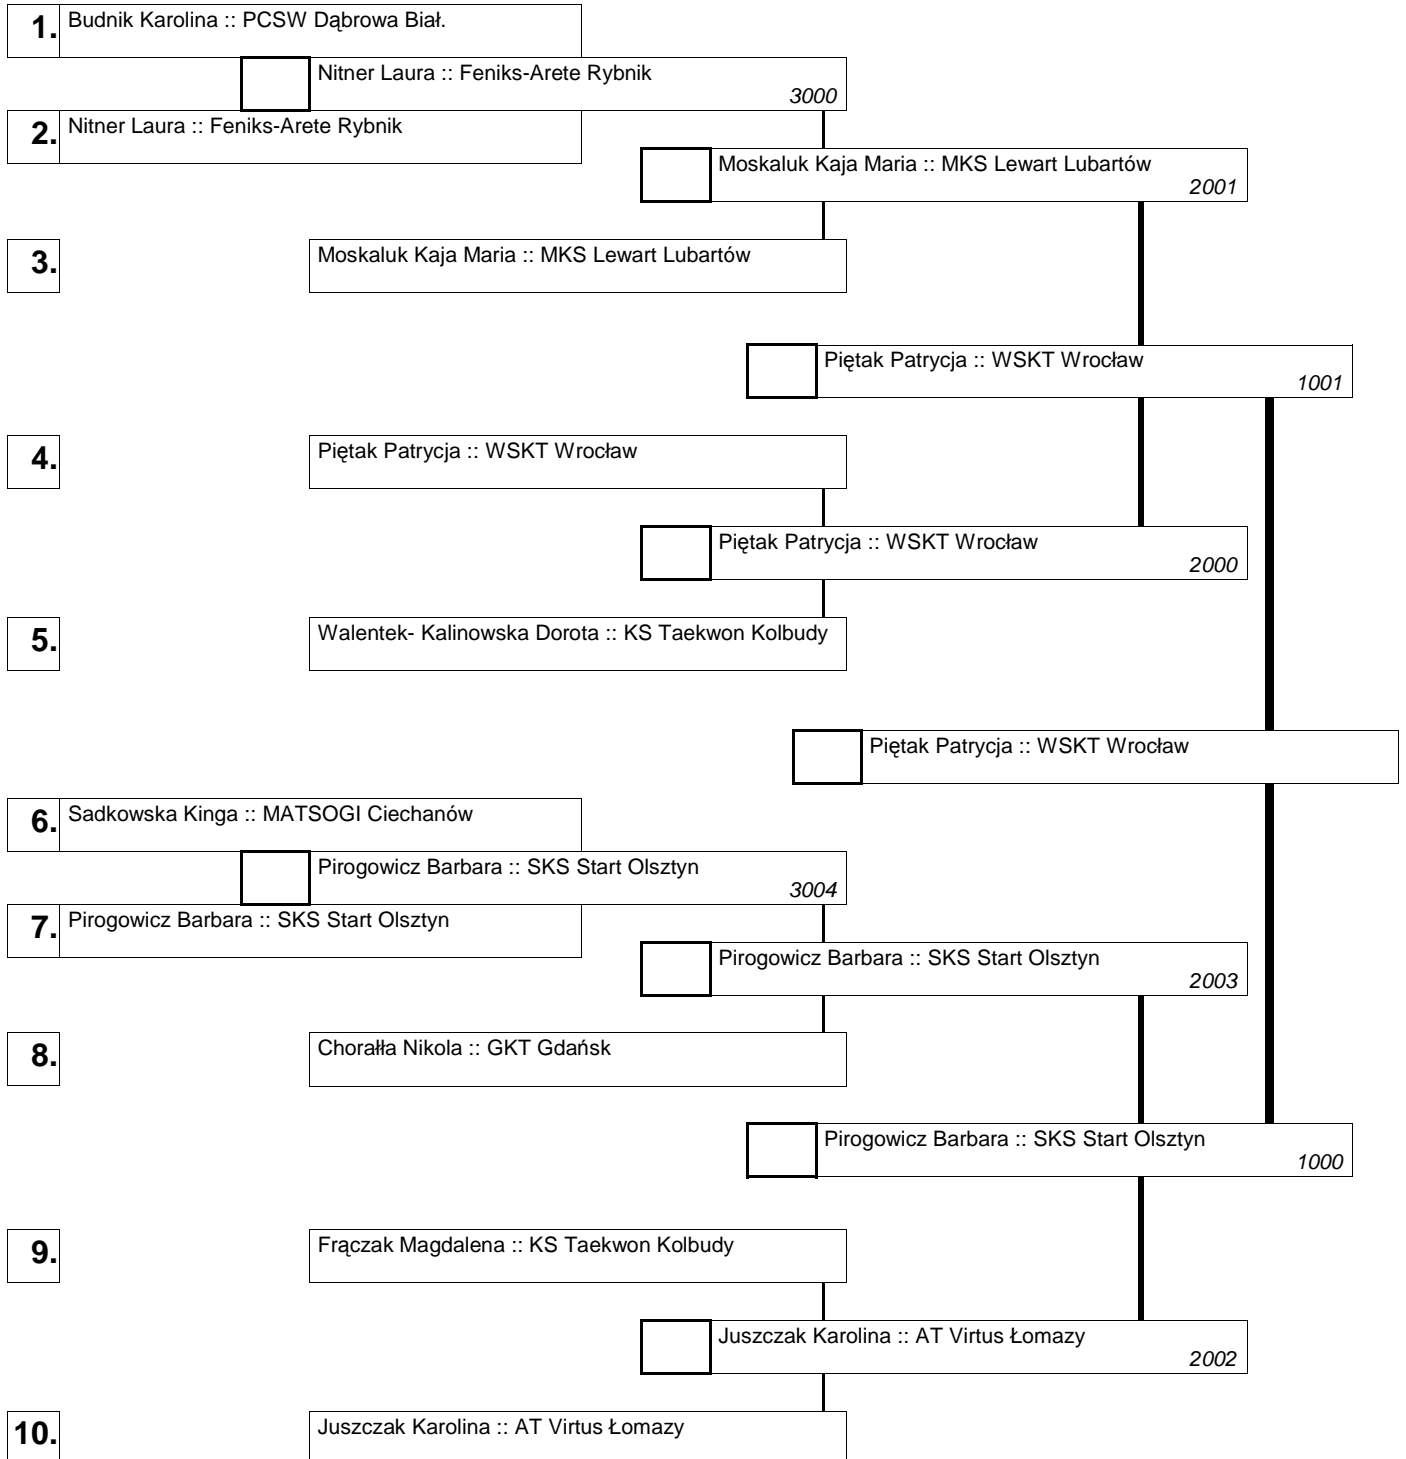 1. Budnik Karolina :: PCSW Dąbrowa Biał.
Nitner Laura :: Feniks-Arete Rybnik
3000
2. Nitner Laura :: Feniks-Arete Rybnik
Moskaluk Kaja Maria :: MKS Lewart Lubartów
2001
3. Moskaluk Kaja Maria :: MKS Lewart Lubartów
Piętak Patrycja :: WSKT Wrocław
1001
4. Piętak Patrycja :: WSKT Wrocław
Piętak Patrycja :: WSKT Wrocław
2000
5. Walentek- Kalinowska Dorota :: KS Taekwon Kolbudy
Piętak Patrycja :: WSKT Wrocław
6. Sadkowska Kinga :: MATSOGI Ciechanów
Pirogowicz Barbara :: SKS Start Olsztyn
3004
7. Pirogowicz Barbara :: SKS Start Olsztyn
Pirogowicz Barbara :: SKS Start Olsztyn
2003
8. Chorałła Nikola :: GKT Gdańsk
Pirogowicz Barbara :: SKS Start Olsztyn
1000
9. Frączak Magdalena :: KS Taekwon Kolbudy
Juszczak Karolina :: AT Virtus Łomazy
2002
10. Juszczak Karolina :: AT Virtus Łomazy